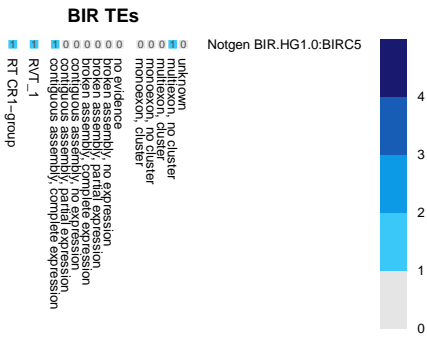 BIR TEs
1 1 1 0 0 0 0 0 0 0 0 0 1 0 Notgen BIR.HG1.0:BIRC5
RT CR1−group
RVT_1
contiguous assembly, complete expression
contiguous assembly, partial expression
contiguous assembly, no expression
broken assembly, complete expression
broken assembly, partial expression
broken assembly, no expression
no evidence
monoexon, cluster
monoexon, no cluster
multiexon, cluster
multiexon, no cluster
unknown
4
3
2
1
0